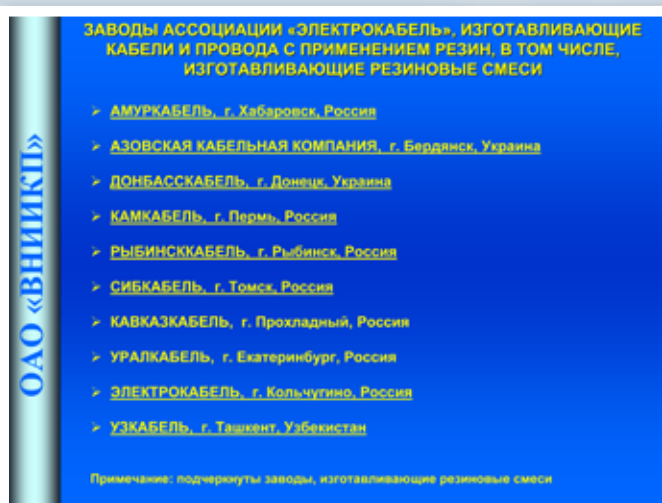 ЗАВОДЫ АССОЦИАЦИИ «ЭЛЕКТРОКАБЕЛЬ», ИЗГОТАВЛИВАЮЩИЕ
КАБЕЛИ И ПРОВОДА С ПРИМЕНЕНИЕМ РЕЗИН, В ТОМ ЧИСЛЕ,
ИЗГОТАВЛИВАЮЩИЕ РЕЗИНОВЫЕ СМЕСИ
ОАО «ВНИИКП»
АМУРКАБЕЛЬ, г. Хабаровск, Россия
АЗОВСКАЯ КАБЕЛЬНАЯ КОМПАНИЯ, г. Бердянск, Украина
ДОНБАССКАБЕЛЬ, г. Донецк, Украина
КАМКАБЕЛЬ, г. Пермь, Россия
РЫБИНСККАБЕЛЬ, г. Рыбинск, Россия
СИБКАБЕЛЬ, г. Томск, Россия
КАВКАЗКАБЕЛЬ, г. Прохладный, Россия
УРАЛКАБЕЛЬ, г. Екатеринбург, Россия
ЭЛЕКТРОКАБЕЛЬ, г. Кольчугино, Россия
УЗКАБЕЛЬ, г. Ташкент, Узбекистан
Примечание: подчеркнуты заводы, изготавливающие резиновые смеси